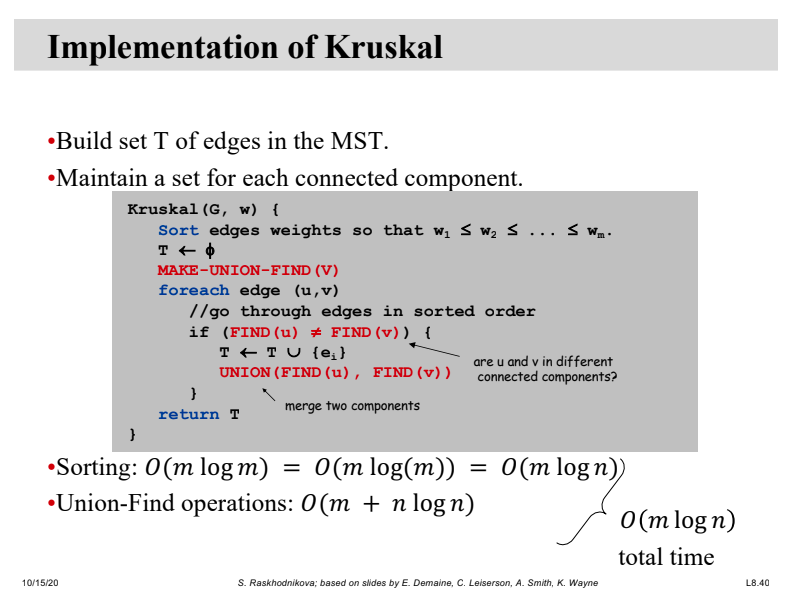 Implementation of Kruskal
•Build set T of edges in the MST.
•Maintain a set for each connected component.
Kruskal(G, w) {
Sort edges weights so that w₁ ≤ w₂ ≤ ... ≤ wₘ.
T ← ϕ
MAKE-UNION-FIND(V)
foreach edge (u,v)
//go through edges in sorted order
if (FIND(u) ≠ FIND(v)) {
T ← T ∪ {eᵢ}
are u and v in different
connected components?
UNION(FIND(u), FIND(v))
}
merge two components
return T
}
•Sorting: O(m log m) = O(m log(m)) = O(m log n))
•Union-Find operations: O(m + n log n)
O(m log n)
total time
10/15/20 S. Raskhodnikova; based on slides by E. Demaine, C. Leiserson, A. Smith, K. Wayne L8.40